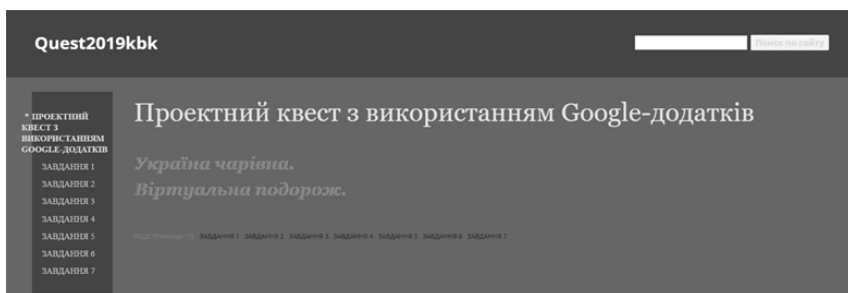 Quest2019kbk
Поиск по сайту
* ПРОЕКТНИЙ
КВЕСТ З
ВИКОРИСТАННЯМ
GOOGLE-ДОДАТКІВ
ЗАВДАННЯ 1
ЗАВДАННЯ 2
ЗАВДАННЯ 3
ЗАВДАННЯ 4
ЗАВДАННЯ 5
ЗАВДАННЯ 6
ЗАВДАННЯ 7
Проектний квест з використанням Google-додатків
Україна чарівна.
Віртуальна подорож.
ПОДСТРАНИЦЫ (7): ЗАВДАННЯ 1 ЗАВДАННЯ 2 ЗАВДАННЯ 3 ЗАВДАННЯ 4 ЗАВДАННЯ 5 ЗАВДАННЯ 6 ЗАВДАННЯ 7